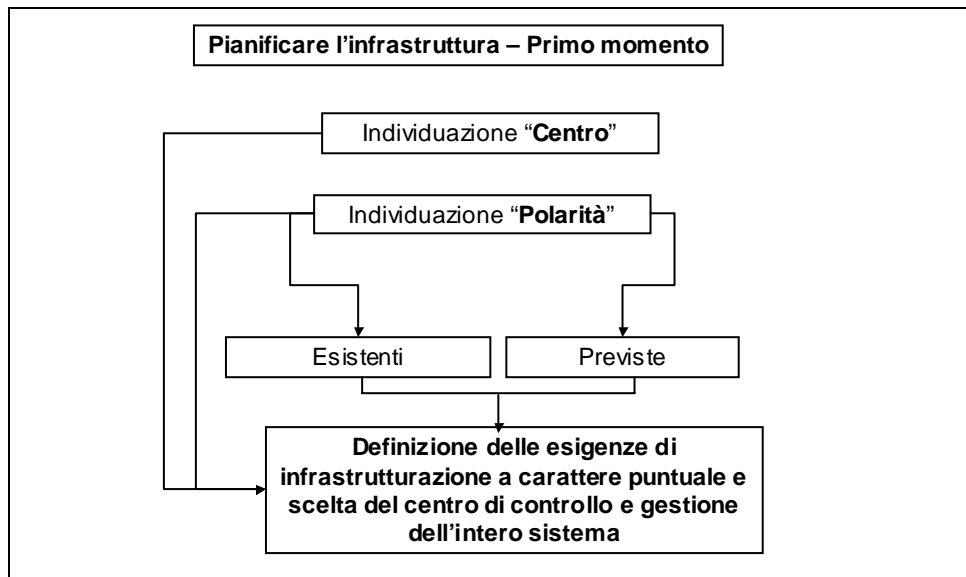 Pianificare l’infrastruttura – Primo momento
Individuazione “Centro”
Individuazione “Polarità”
Esistenti
Previste
Definizione delle esigenze di
infrastrutturazione a carattere puntuale e
scelta del centro di controllo e gestione
dell’intero sistema